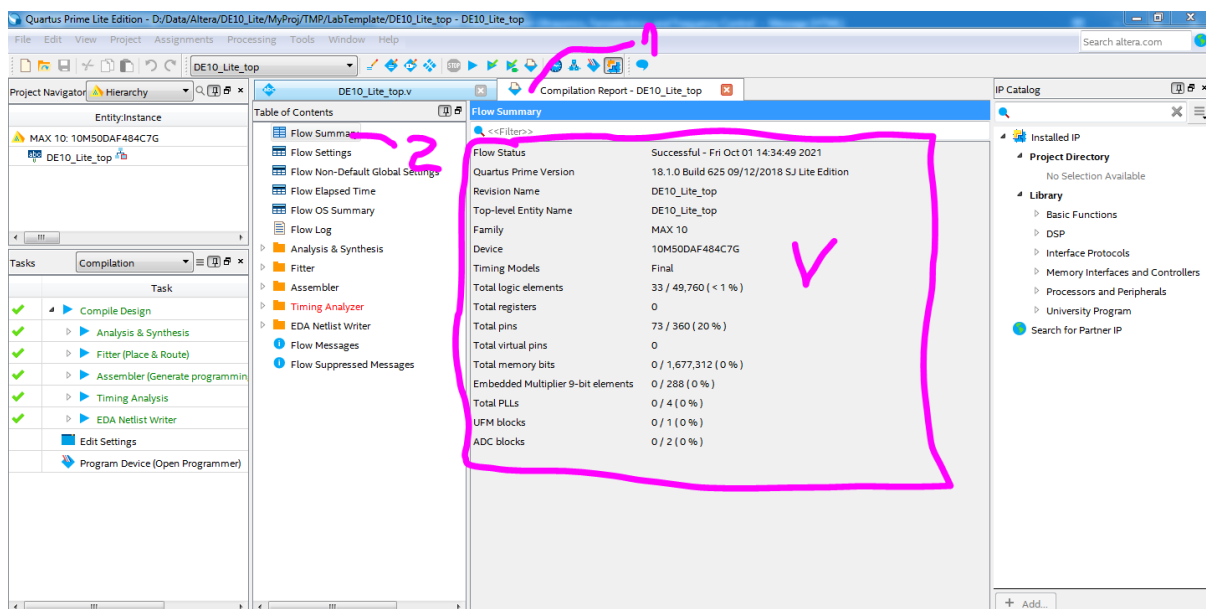 Quartus Prime Lite Edition - D:/Data/Altera/DE10_Lite/MyProj/TMP/LabTemplate/DE10_Lite_top - DE10_Lite_top
File Edit View Project Assignments Processing Tools Window Help
Search altera.com
DE10_Lite_top
1
Project Navigator Hierarchy
Entity:Instance
MAX 10: 10M50DAF484C7G
DE10_Lite_top
Tasks Compilation
Task
Compile Design
Analysis & Synthesis
Fitter (Place & Route)
Assembler (Generate programmin
Timing Analysis
EDA Netlist Writer
Edit Settings
Program Device (Open Programmer)
DE10_Lite_top.v
Compilation Report - DE10_Lite_top
Table of Contents
Flow Summary
2
Flow Settings
Flow Non-Default Global Settings
Flow Elapsed Time
Flow OS Summary
Flow Log
Analysis & Synthesis
Fitter
Assembler
Timing Analyzer
EDA Netlist Writer
Flow Messages
Flow Suppressed Messages
Flow Summary
<<Filter>>
Flow Status Successful - Fri Oct 01 14:34:49 2021
Quartus Prime Version 18.1.0 Build 625 09/12/2018 SJ Lite Edition
Revision Name DE10_Lite_top
Top-level Entity Name DE10_Lite_top
Family MAX 10
Device 10M50DAF484C7G
Timing Models Final
Total logic elements 33 / 49,760 ( < 1 % )
Total registers 0
Total pins 73 / 360 ( 20 % )
Total virtual pins 0
Total memory bits 0 / 1,677,312 ( 0 % )
Embedded Multiplier 9-bit elements 0 / 288 ( 0 % )
Total PLLs 0 / 4 ( 0 % )
UFM blocks 0 / 1 ( 0 % )
ADC blocks 0 / 2 ( 0 % )
IP Catalog
Installed IP
Project Directory
No Selection Available
Library
Basic Functions
DSP
Interface Protocols
Memory Interfaces and Controllers
Processors and Peripherals
University Program
Search for Partner IP
+ Add...